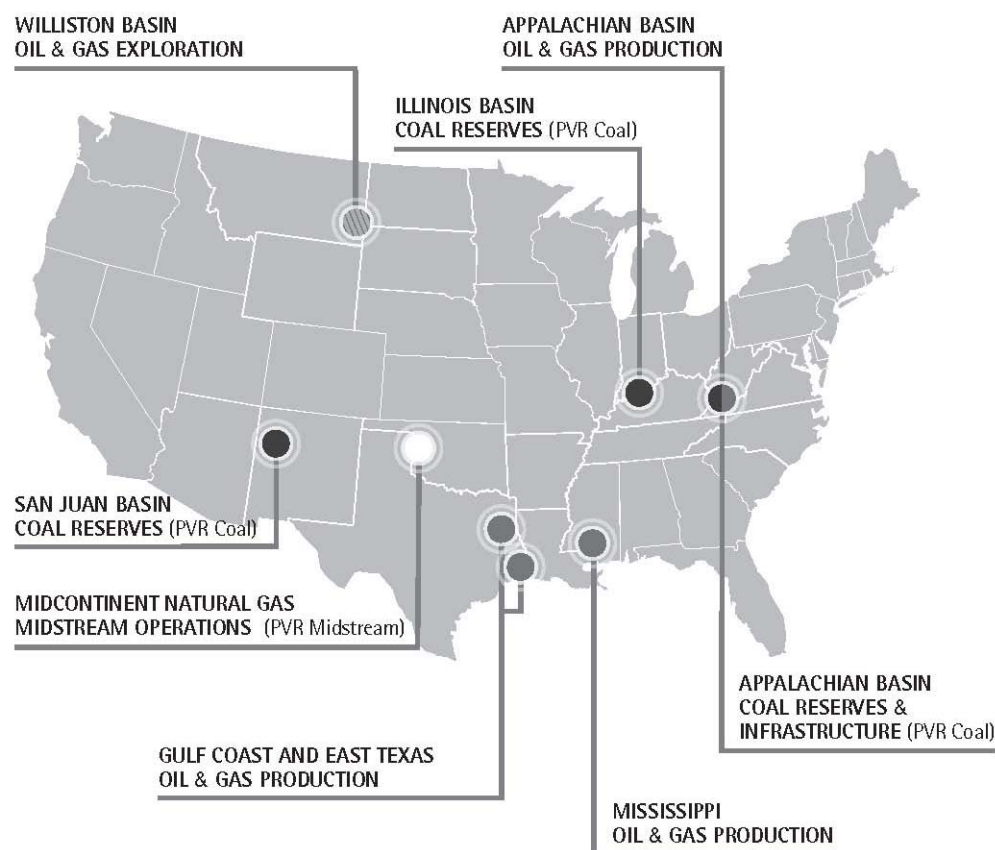 WILLISTON BASIN
OIL & GAS EXPLORATION
APPALACHIAN BASIN
OIL & GAS PRODUCTION
ILLINOIS BASIN
COAL RESERVES (PVR Coal)
SAN JUAN BASIN
COAL RESERVES (PVR Coal)
MIDCONTINENT NATURAL GAS
MIDSTREAM OPERATIONS (PVR Midstream)
APPALACHIAN BASIN
COAL RESERVES &
INFRASTRUCTURE (PVR Coal)
GULF COAST AND EAST TEXAS
OIL & GAS PRODUCTION
MISSISSIPPI
OIL & GAS PRODUCTION